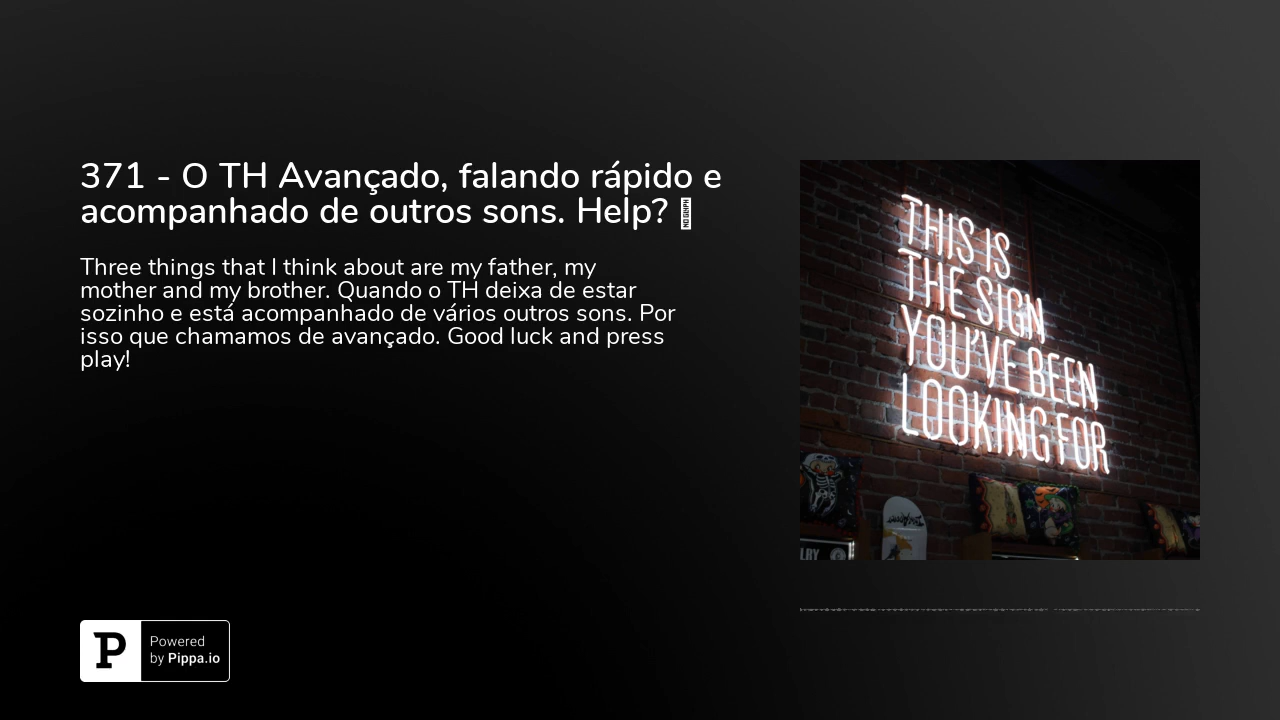 371 - O TH Avançado, falando rápido e
acompanhado de outros sons. Help?
Three things that I think about are my father, my
mother and my brother. Quando o TH deixa de estar
sozinho e está acompanhado de vários outros sons. Por
isso que chamamos de avançado. Good luck and press
play!
THIS IS
THE SIGN
YOU'VE BEEN
LOOKING FOR
LBY
P
Powered
by Pippa.io